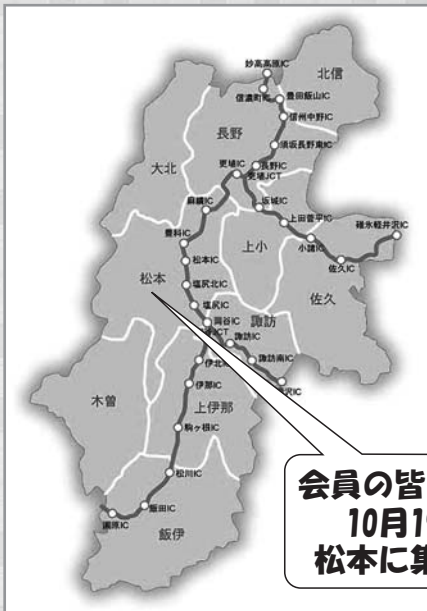 妙高高原IC
北信
信濃町IC
豊田飯山IC
信州中野IC
長野
須坂長野東IC
大北
更埴IC
長野IC
更埴JCT
麻績IC
坂城IC
上田菅平IC
碓氷軽井沢IC
豊科IC
上小
小諸IC
佐久IC
松本IC
松本
塩尻北IC
佐久
塩尻IC
岡谷IC
諏訪
JCT
諏訪IC
伊北IC
諏訪南IC
木曽
伊那IC
上伊那
沢IC
駒ヶ根IC
松川IC
飯田IC
園原IC
飯伊
会員の皆
10月1
松本に集